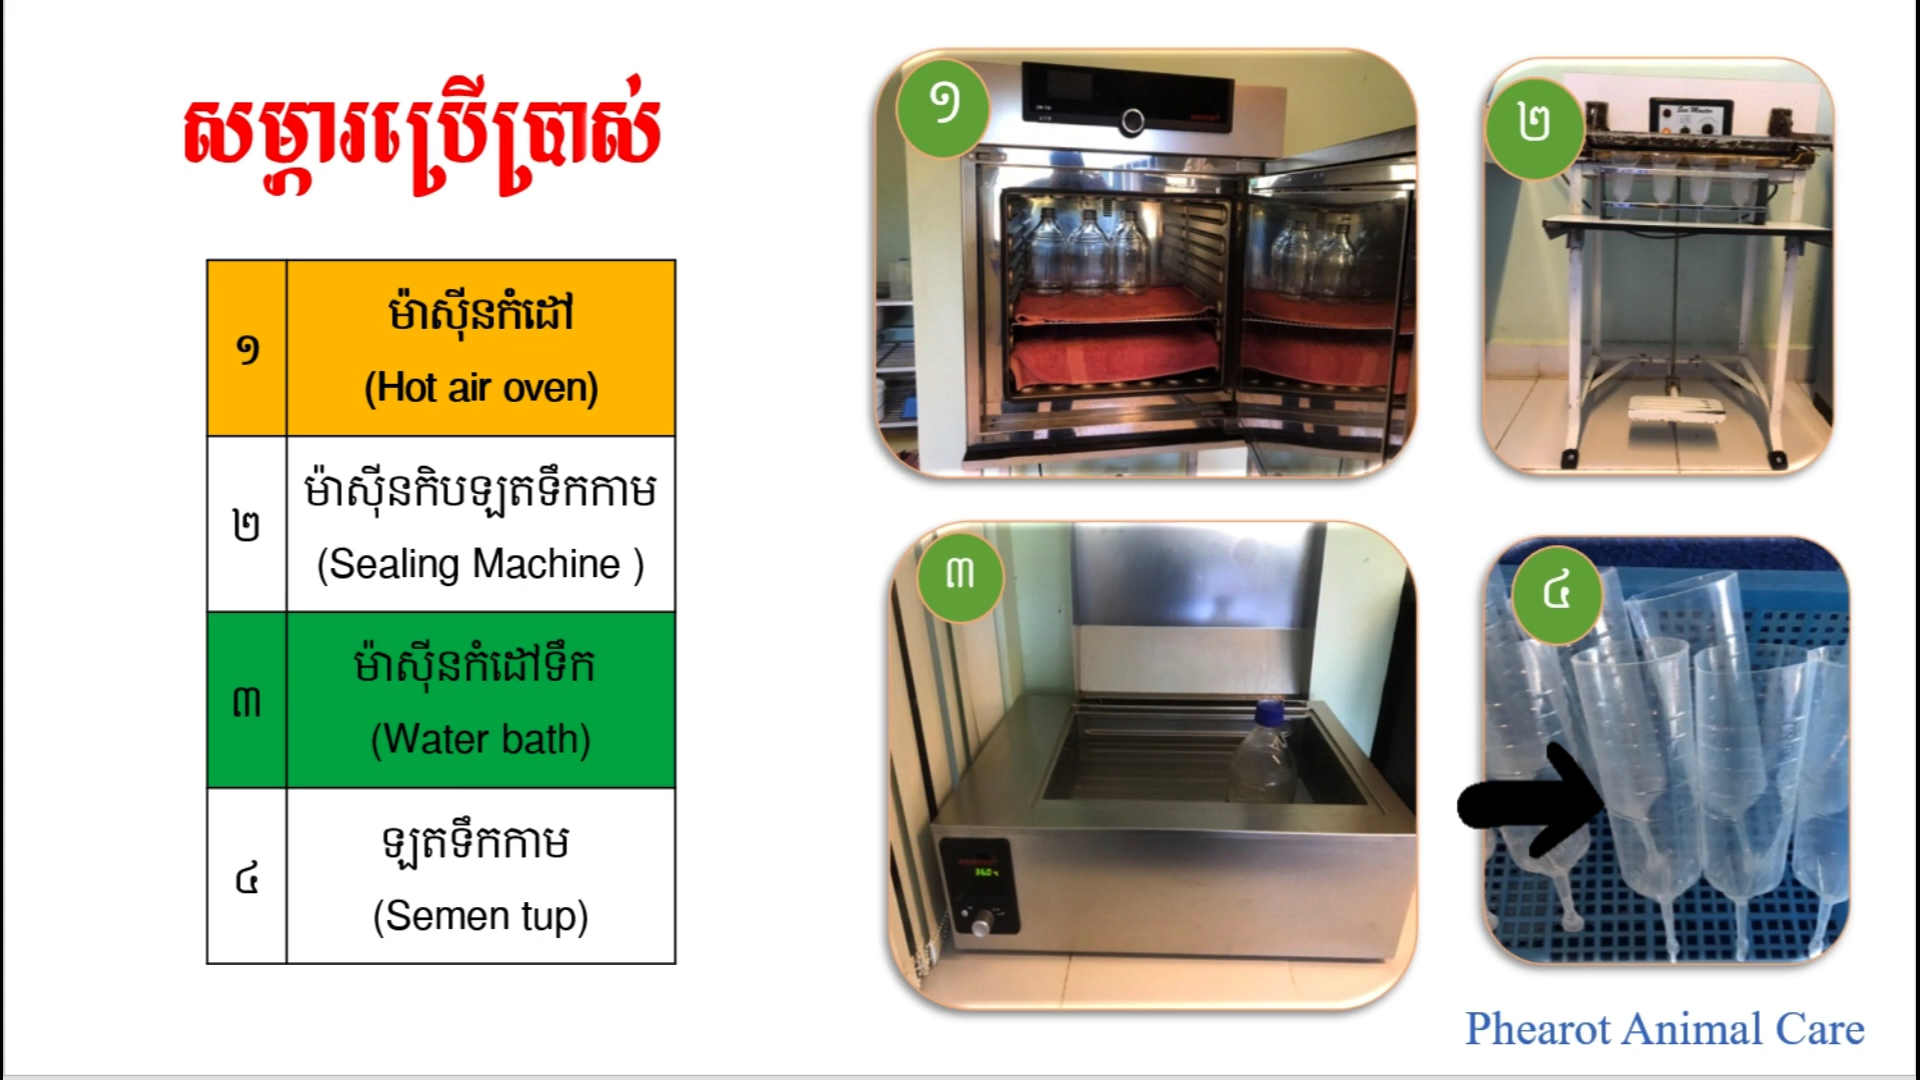 សម្ភារប្រើប្រាស់
១
ម៉ាស៊ីនកំដៅ
(Hot air oven)
២
ម៉ាស៊ីនកិបឡតទឹកកាម
(Sealing Machine )
៣
ម៉ាស៊ីនកំដៅទឹក
(Water bath)
៤
ឡតទឹកកាម
(Semen tup)
១
២
៣
៤
Phearot Animal Care